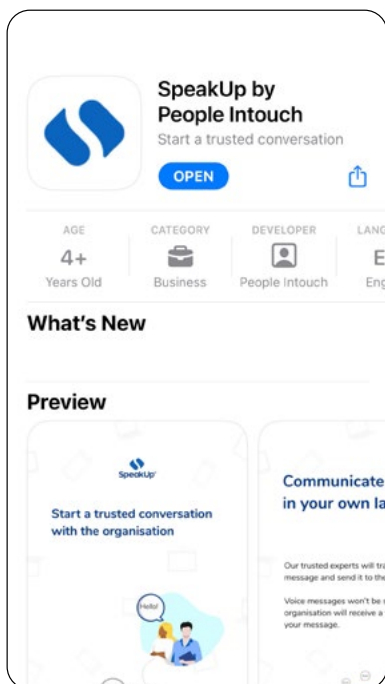 SpeakUp by
People Intouch
Start a trusted conversation
OPEN
AGE
4+
Years Old
CATEGORY
Business
DEVELOPER
People Intouch
What's New
Preview
SpeakUp®
Start a trusted conversation
with the organisation
Hello!
Communicate
in your own
Our trusted experts will
message and send it to the
Voice messages won't be
organisation will receive a
your message.